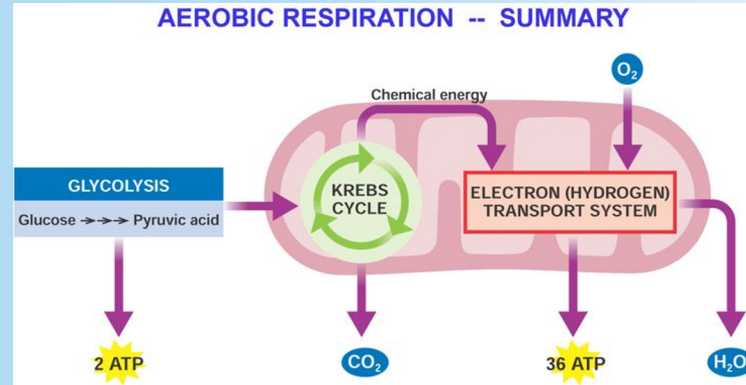 AEROBIC RESPIRATION -- SUMMARY
O₂
Chemical energy
GLYCOLYSIS
Glucose →→→ Pyruvic acid
KREBS
CYCLE
ELECTRON (HYDROGEN)
TRANSPORT SYSTEM
2 ATP
CO₂
36 ATP
H₂O